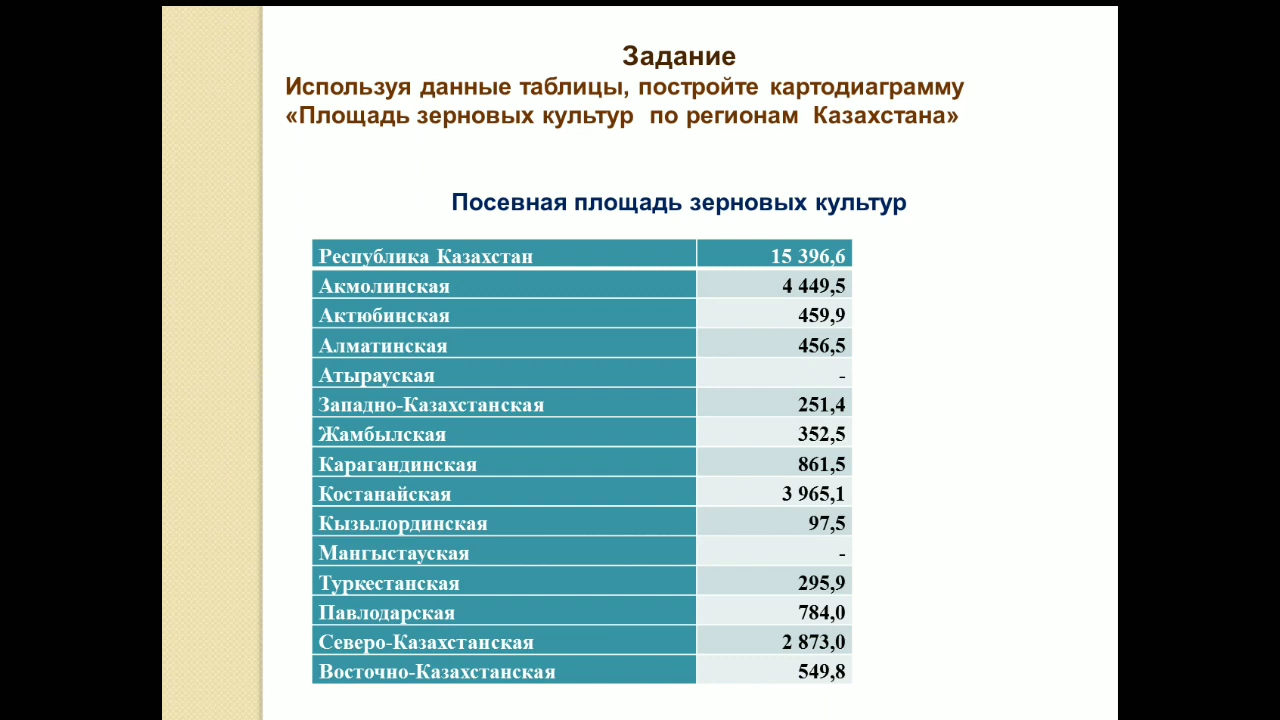 Задание
Используя данные таблицы, постройте картодиаграмму
«Площадь зерновых культур по регионам Казахстана»
Посевная площадь зерновых культур
Республика Казахстан 15 396,6
Акмолинская 4 449,5
Актюбинская 459,9
Алматинская 456,5
Атырауская -
Западно-Казахстанская 251,4
Жамбылская 352,5
Карагандинская 861,5
Костанайская 3 965,1
Кызылординская 97,5
Мангыстауская -
Туркестанская 295,9
Павлодарская 784,0
Северо-Казахстанская 2 873,0
Восточно-Казахстанская 549,8